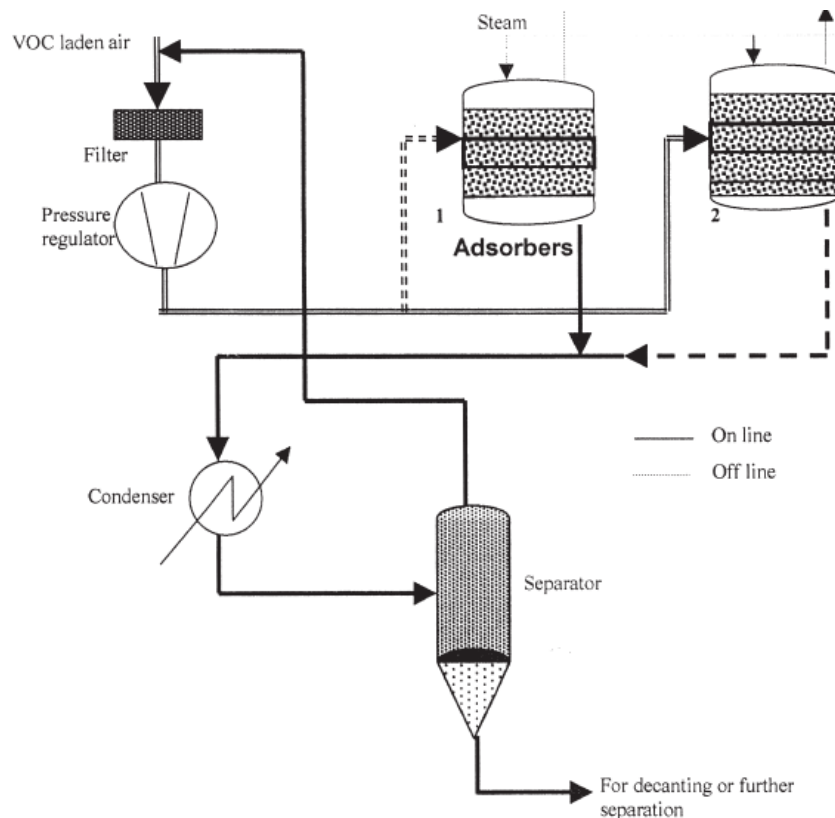 VOC laden air
Steam
Filter
Pressure
regulator
1
2
Adsorbers
On line
Off line
Condenser
Separator
For decanting or further
separation